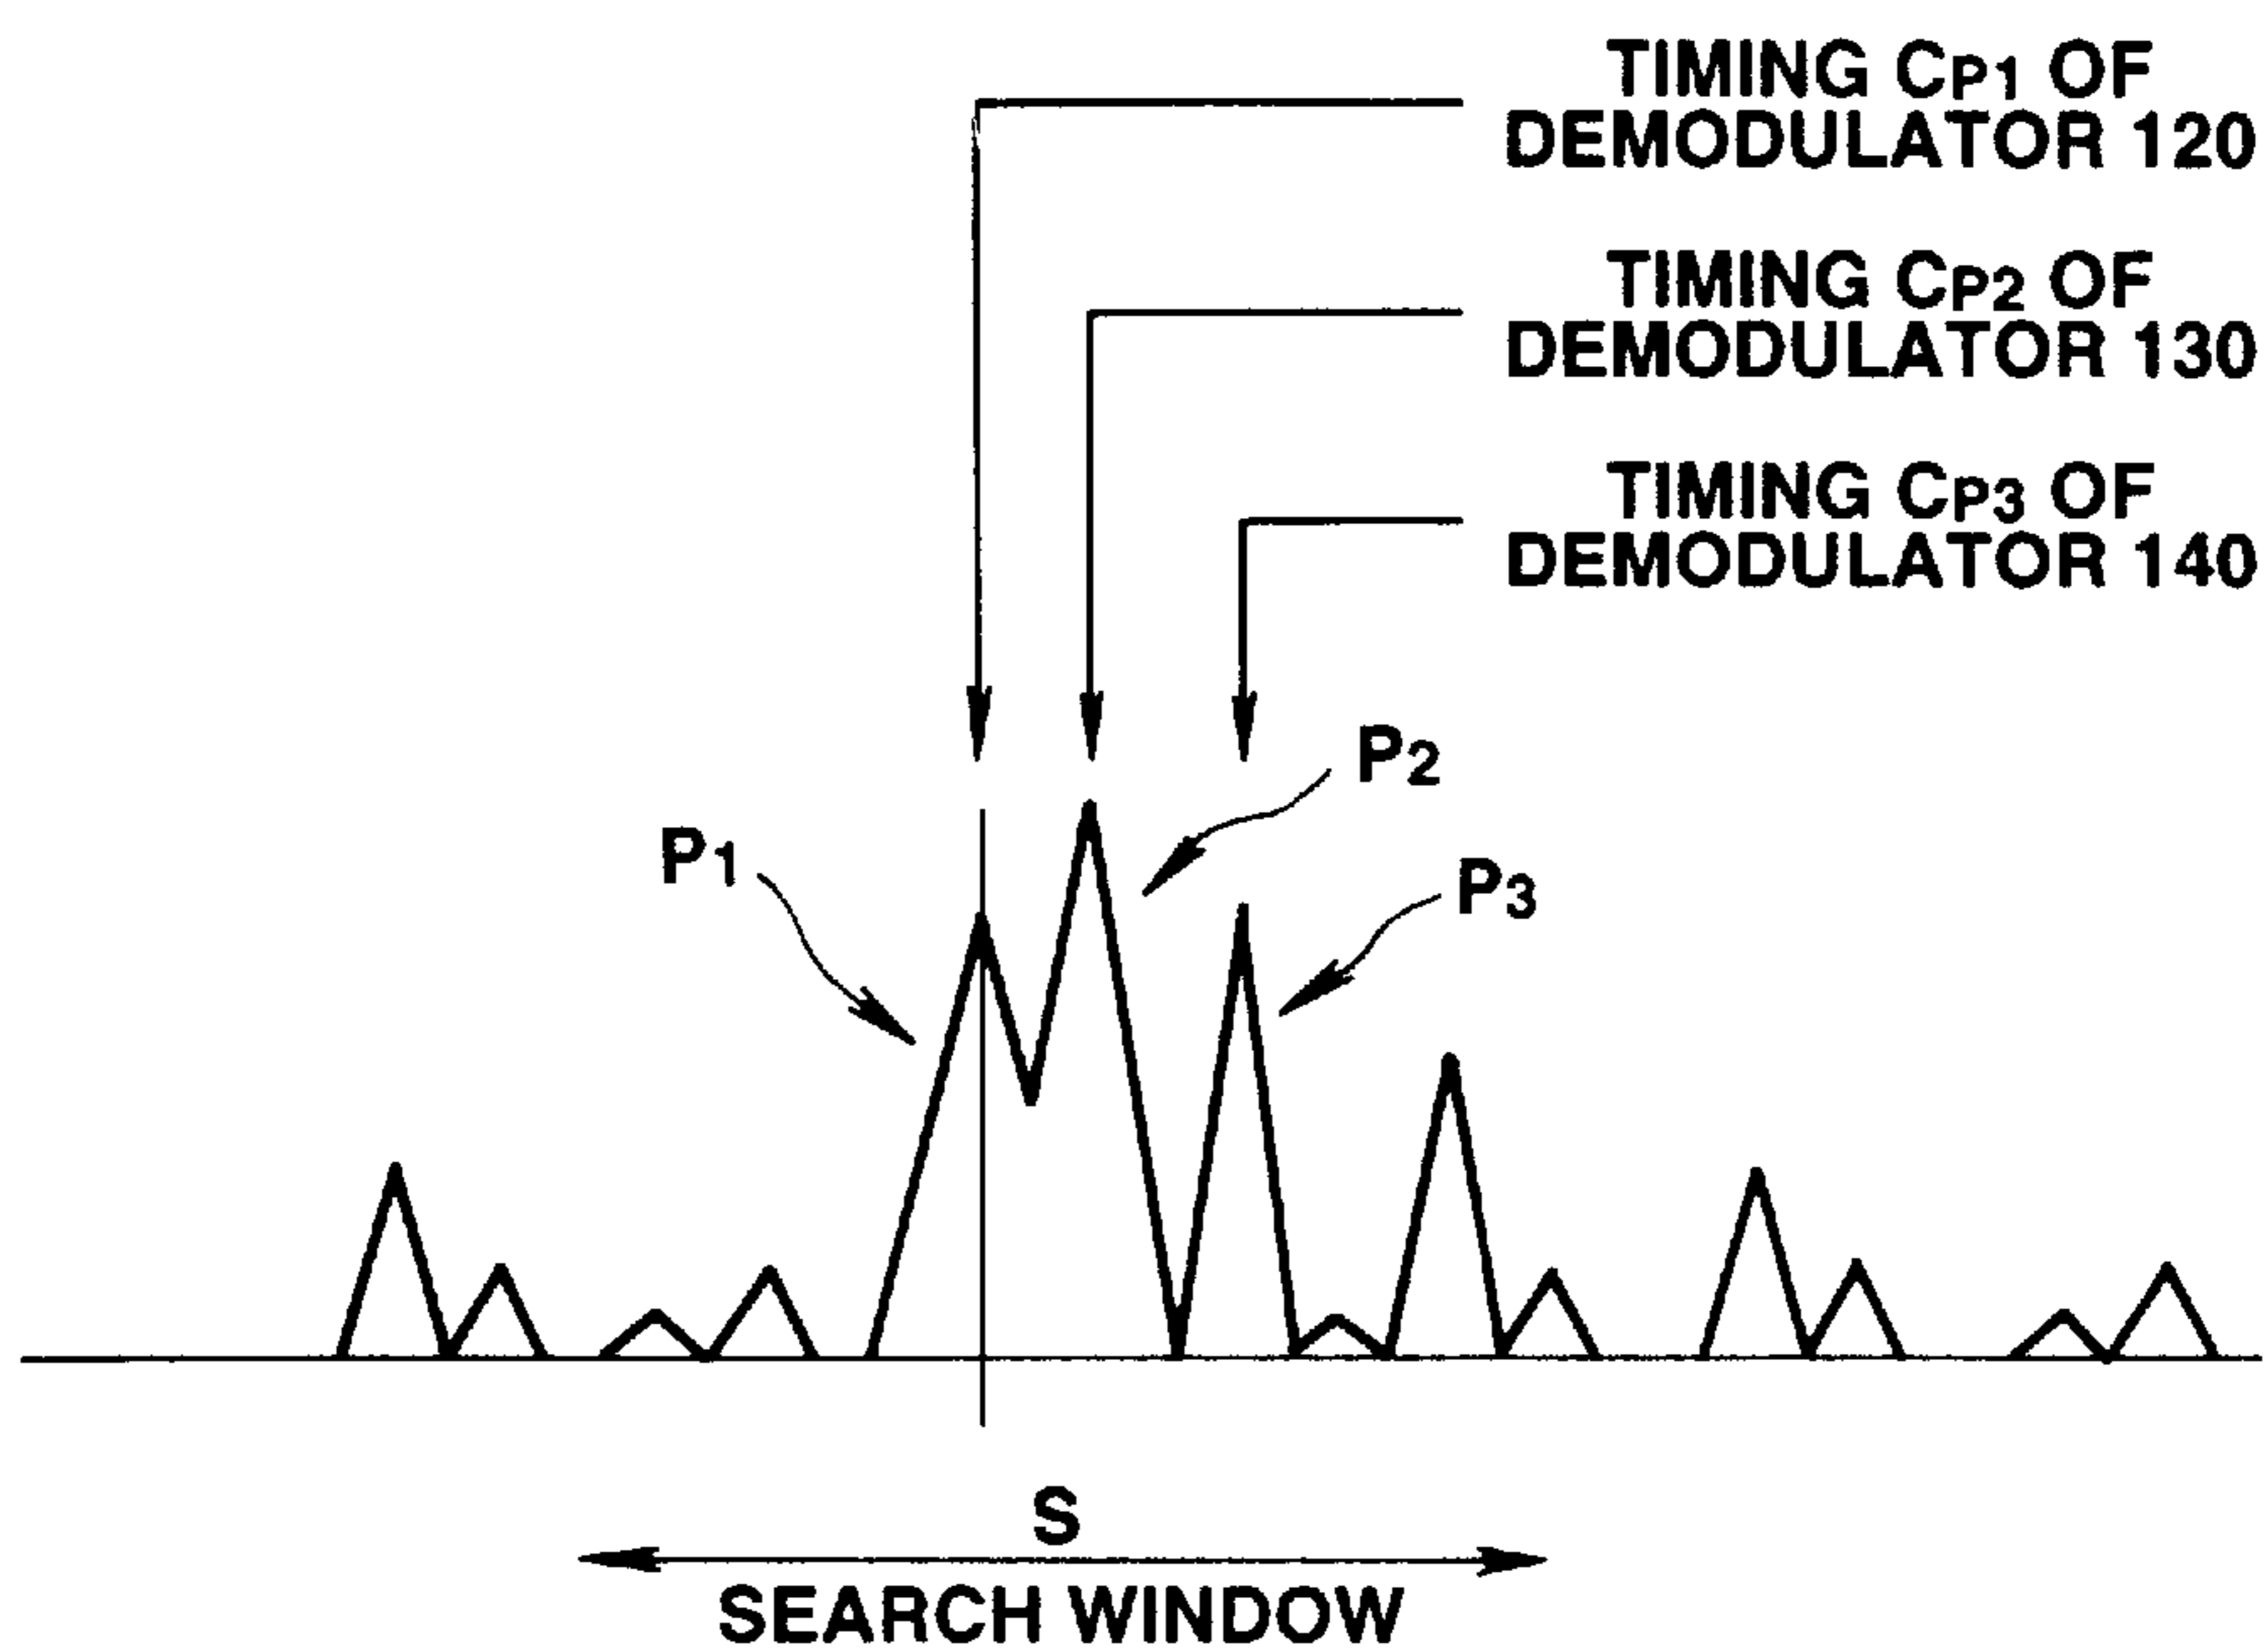 TIMING CP1 OF
DEMODULATOR 120
TIMING CP2 OF
DEMODULATOR 130
TIMING CP3 OF
DEMODULATOR 140
P2
P1
P3
S
SEARCH WINDOW